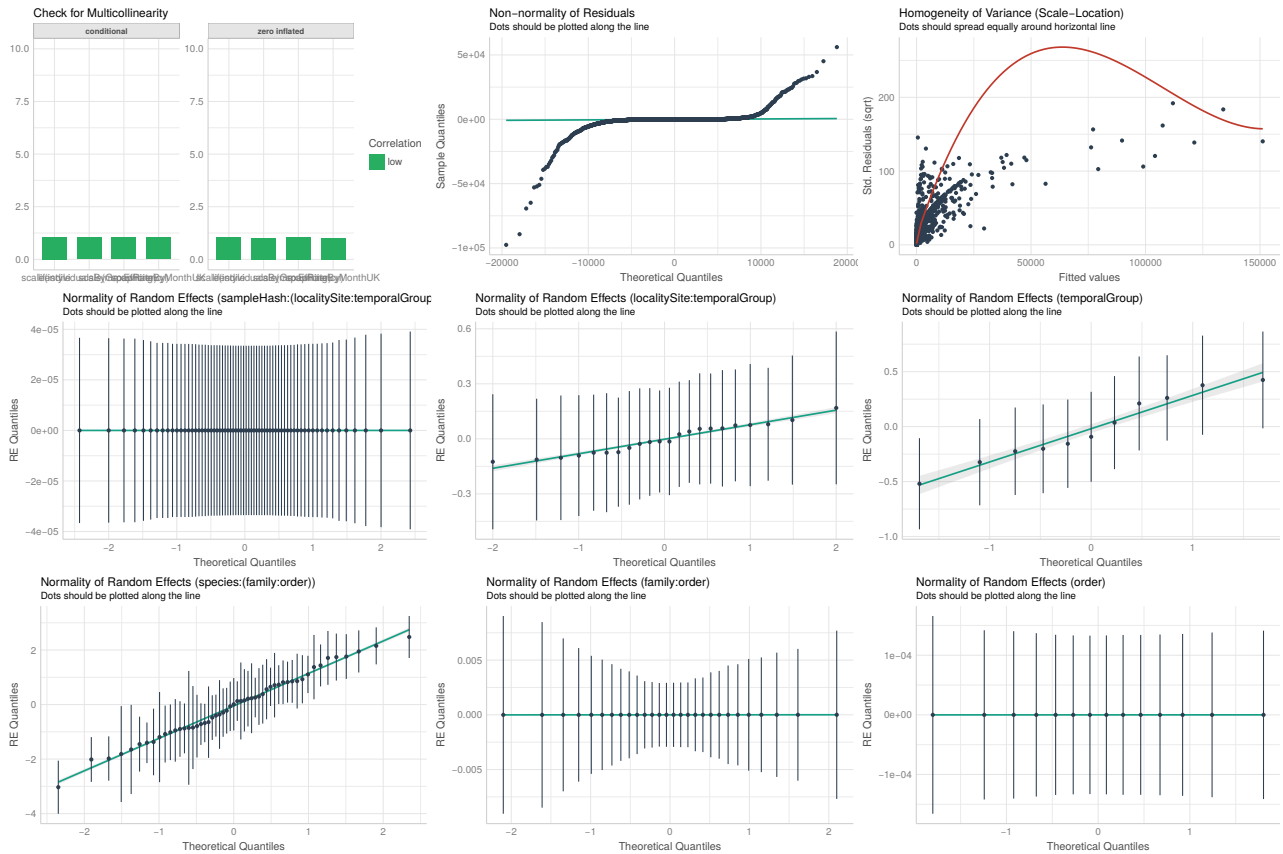 Check for Multicollinearity
conditional
zero inflated
10.0
7.5
5.0
2.5
0.0
10.0
7.5
5.0
2.5
0.0
MonthUK
MonthUK
Correlation
low
Non−normality of Residuals
Dots should be plotted along the line
Sample Quantiles
5e+04
0e+00
−5e+04
−1e+05
−20000
−10000
0
10000
20000
Theoretical Quantiles
Homogeneity of Variance (Scale−Location)
Dots should spread equally around horizontal line
Std. Residuals (sqrt)
200
100
0
0
50000
100000
150000
Fitted values
Normality of Random Effects (sampleHash:(localitySite:temporalGroup
Dots should be plotted along the line
RE Quantiles
4e−05
2e−05
0e+00
−2e−05
−4e−05
−2
−1
0
1
2
Theoretical Quantiles
Normality of Random Effects (localitySite:temporalGroup)
Dots should be plotted along the line
RE Quantiles
0.6
0.3
0.0
−0.3
−2
−1
0
1
2
Theoretical Quantiles
Normality of Random Effects (temporalGroup)
Dots should be plotted along the line
RE Quantiles
0.5
0.0
−0.5
−1.0
−1
0
1
Theoretical Quantiles
Normality of Random Effects (species:(family:order))
Dots should be plotted along the line
RE Quantiles
2
0
−2
−4
−2
−1
0
1
2
Theoretical Quantiles
Normality of Random Effects (family:order)
Dots should be plotted along the line
RE Quantiles
0.005
0.000
−0.005
−2
−1
0
1
2
Theoretical Quantiles
Normality of Random Effects (order)
Dots should be plotted along the line
RE Quantiles
1e−04
0e+00
−1e−04
−1
0
1
Theoretical Quantiles